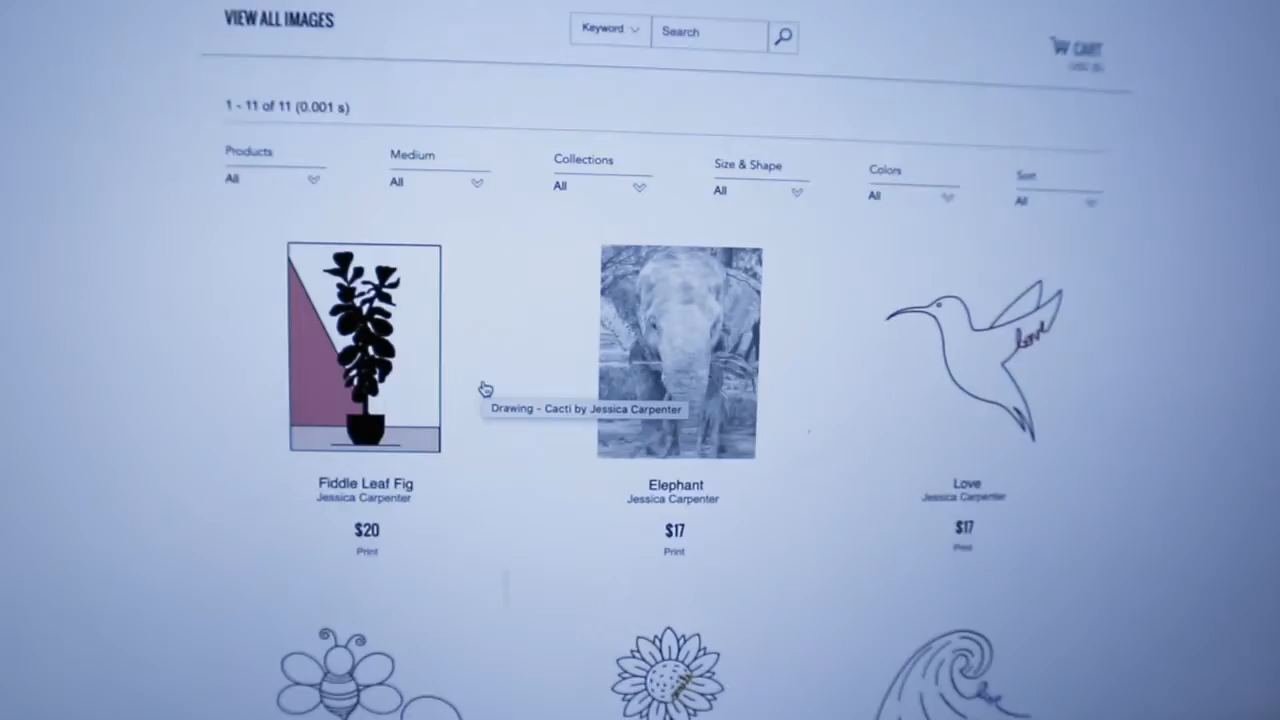 VIEW ALL IMAGES
Keyword
Search
CART
1 - 11 of 11 (0.001 s)
Products
Medium
Collections
Size & Shape
Colors
Sort
All
All
All
All
All
All
love
Drawing - Cacti by Jessica Carpenter
Fiddle Leaf Fig
Jessica Carpenter
$20
Print
Elephant
Jessica Carpenter
$17
Print
Love
Jessica Carpenter
$17
Print